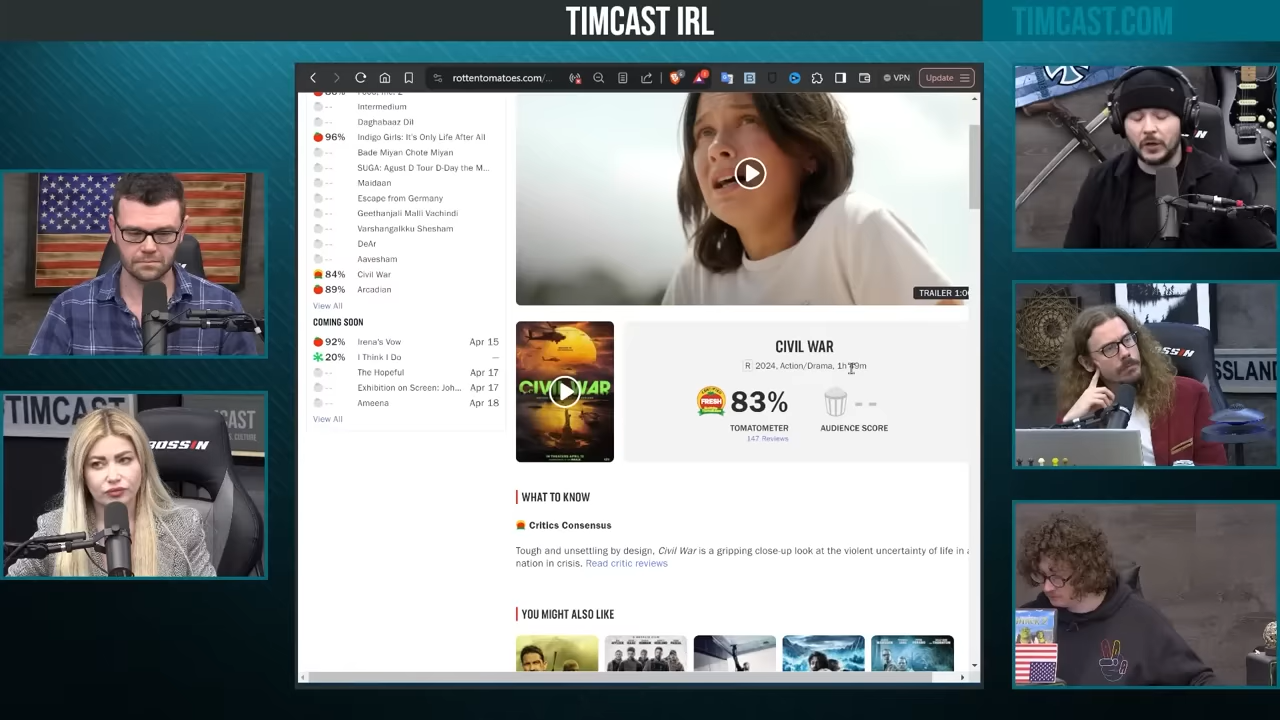 TIMCAST IRL
TIMCAST.COM
rottentomatoes.com/...
VPN
Update
Intermedium
Daghabaaz Dil
96% Indigo Girls: It's Only Life After All
Bade Miyan Chote Miyan
SUGA: Agust D Tour D-Day the M...
Maidaan
Escape from Germany
Geethanjali Malli Vachindi
Varshangalkku Shesham
DeAr
Aavesham
84% Civil War
89% Arcadian
View All
COMING SOON
92% Irena's Vow Apr 15
20% I Think I Do —
The Hopeful Apr 17
Exhibition on Screen: Joh... Apr 17
Ameena Apr 18
View All
TRAILER 1:0
CIVIL WAR
CIVIL WAR
R 2024, Action/Drama, 1h 9m
FRESH
83%
- -
TOMATOMETER
AUDIENCE SCORE
147 Reviews
WHAT TO KNOW
Critics Consensus
Tough and unsettling by design, Civil War is a gripping close-up look at the violent uncertainty of life in a
nation in crisis. Read critic reviews
YOU MIGHT ALSO LIKE
TIMCAST
CAST